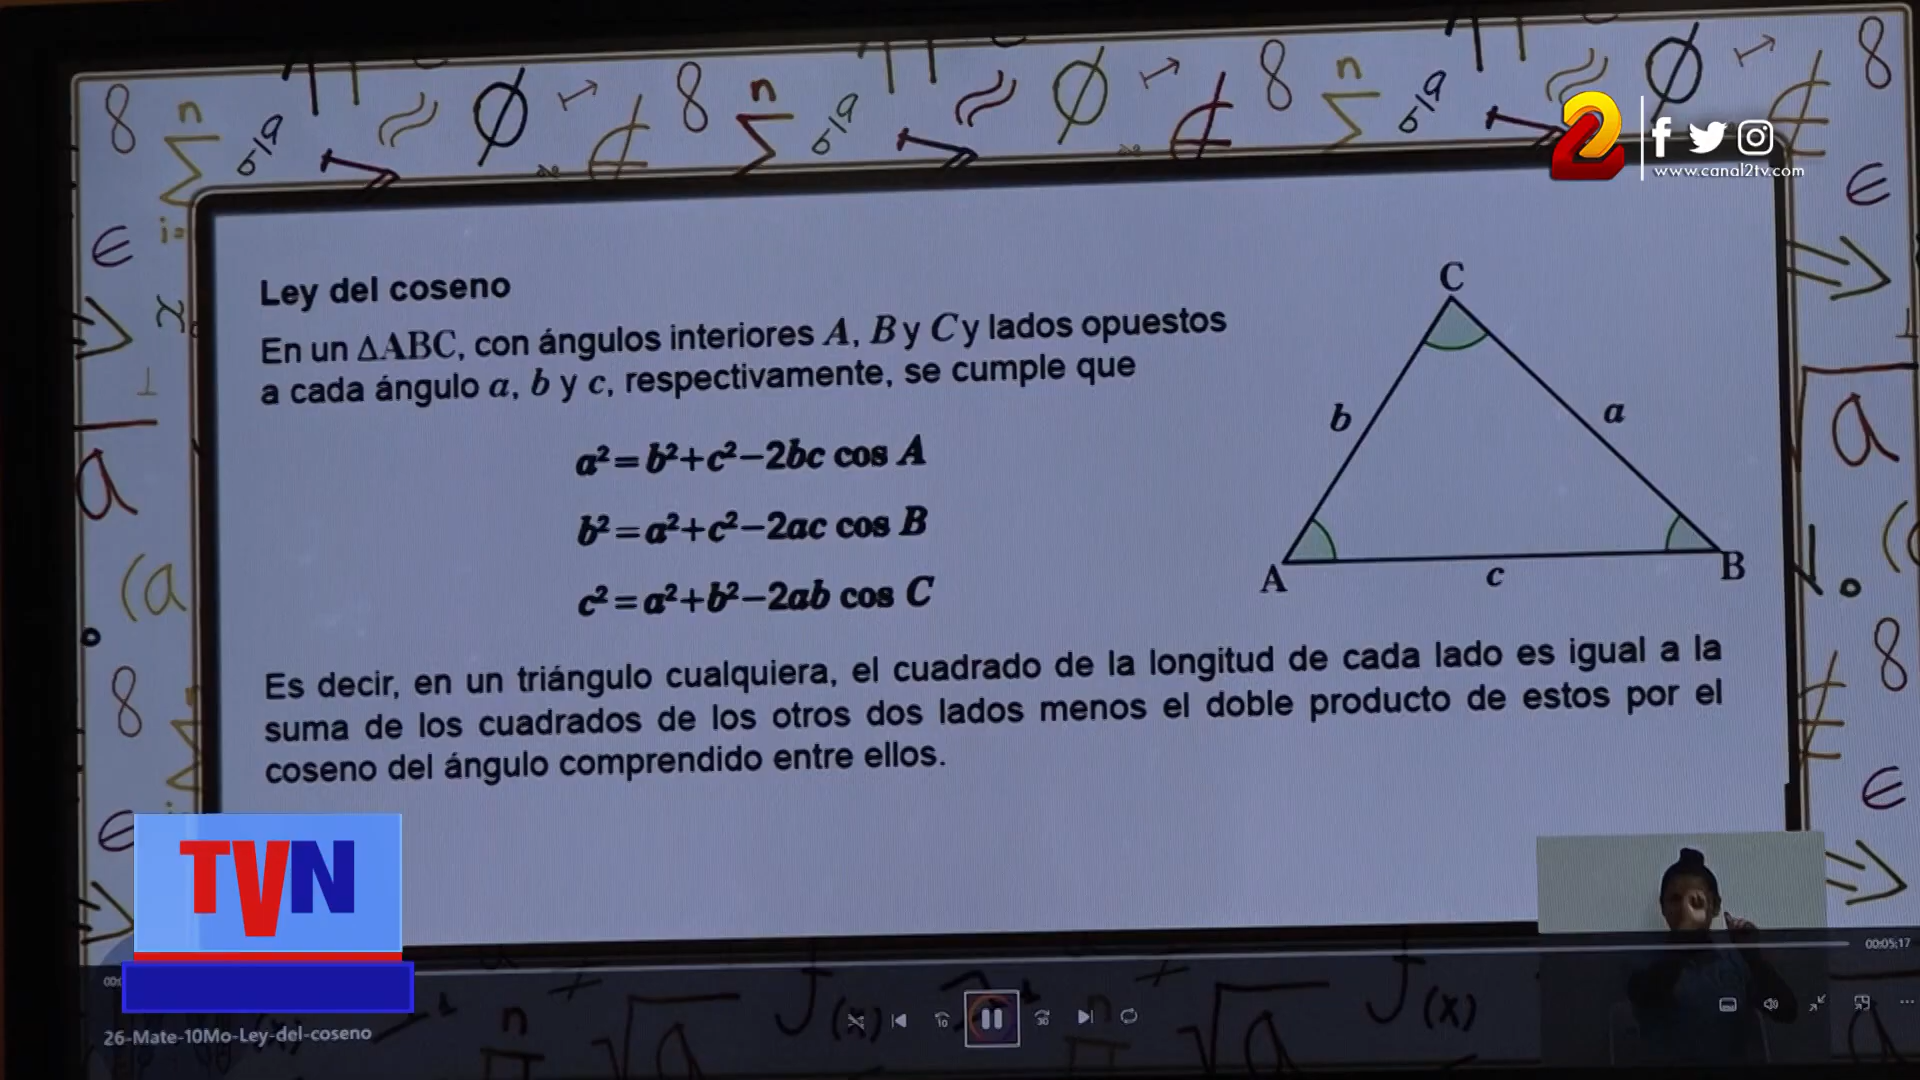 2
www.canal2tv.com
Ley del coseno
En un ΔABC, con ángulos interiores A, B y C y lados opuestos
a cada ángulo a, b y c, respectivamente, se cumple que
a²=b²+c²−2bc cos A
b²=a²+c²−2ac cos B
c²=a²+b²−2ab cos C
C
b
a
A
c
B
Es decir, en un triángulo cualquiera, el cuadrado de la longitud de cada lado es igual a la
suma de los cuadrados de los otros dos lados menos el doble producto de estos por el
coseno del ángulo comprendido entre ellos.
TVN
00:05:17
26-Mate-10Mo-Ley-del-coseno
10
30